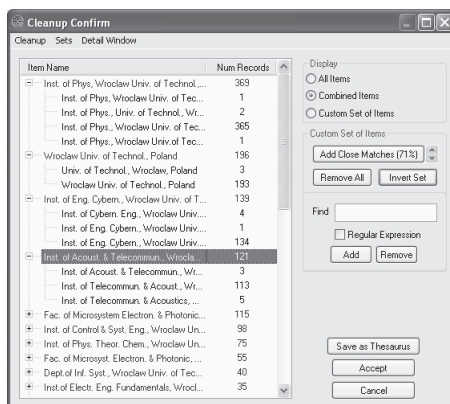 Cleanup Confirm
Cleanup Sets Detail Window
Item Name Num Records
Inst. of Phys, Wroclaw Univ. of Technol.,... 369
Inst. of Phys, Wroclaw Univ. of Tec... 1
Inst. of Phys., Univ. of Technol., Wr... 2
Inst. of Phys., Wroclaw Univ. of Tec... 365
Inst. of Phys., Wroclaw Univ. of Tec... 1
Wroclaw Univ. of Technol., Poland 196
Univ. of Technol., Wroclaw, Poland 3
Wroclaw Univ. of Technol., Poland 193
Inst. of Eng. Cybern., Wroclaw Univ. of T... 139
Inst. of Cybern. Eng., Wroclaw Univ.... 4
Inst. of Eng. Cybern, Wroclaw Univ.... 1
Inst. of Eng. Cybern., Wroclaw Univ.... 134
Inst. of Acoust. & Telecommun., Wrocla... 121
Inst. of Acoust. & Telecommun., Wr... 3
Inst. of Telecommun. & Acoust., Wr... 113
Inst. of Telecommun. & Acoustics, ... 5
Fac. of Microsystem Electron. & Photonic... 115
Inst. of Control & Syst. Eng., Wroclaw Un... 98
Inst. of Phys. Theor. Chem., Wroclaw Un... 75
Fac. of Microsyst. Electron. & Photonic, ... 55
Dept.of Inf. Syst., Wroclaw Univ. of Tec... 40
Inst.of Electr. Eng. Fundamentals, Wrocl... 35
Display
All Items
Combined Items
Custom Set of Items
Custom Set of Items
Add Close Matches (71%)
Remove All Invert Set
Find
Regular Expression
Add Remove
Save as Thesaurus
Accept
Cancel